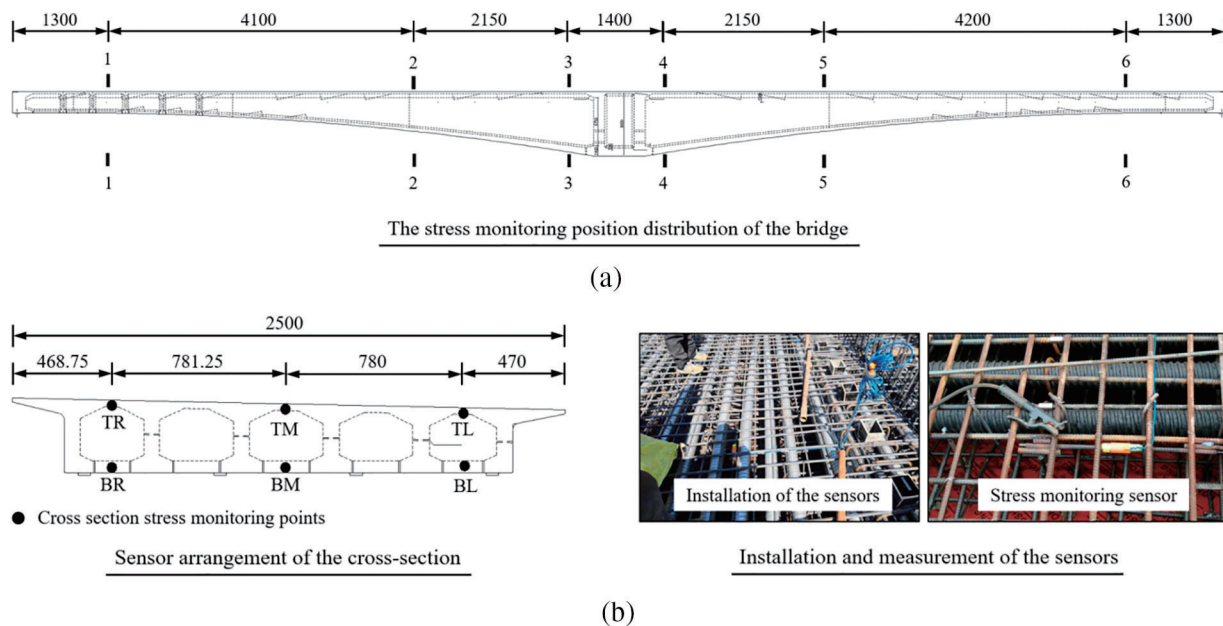 1300 4100 2150 1400 2150 4200 1300
1 2 3 4 5 6
1 2 3 4 5 6
The stress monitoring position distribution of the bridge
(a)
2500
468.75 781.25 780 470
TR TM TL
BR BM BL
● Cross section stress monitoring points
Sensor arrangement of the cross-section
Installation of the sensors
Stress monitoring sensor
Installation and measurement of the sensors
(b)